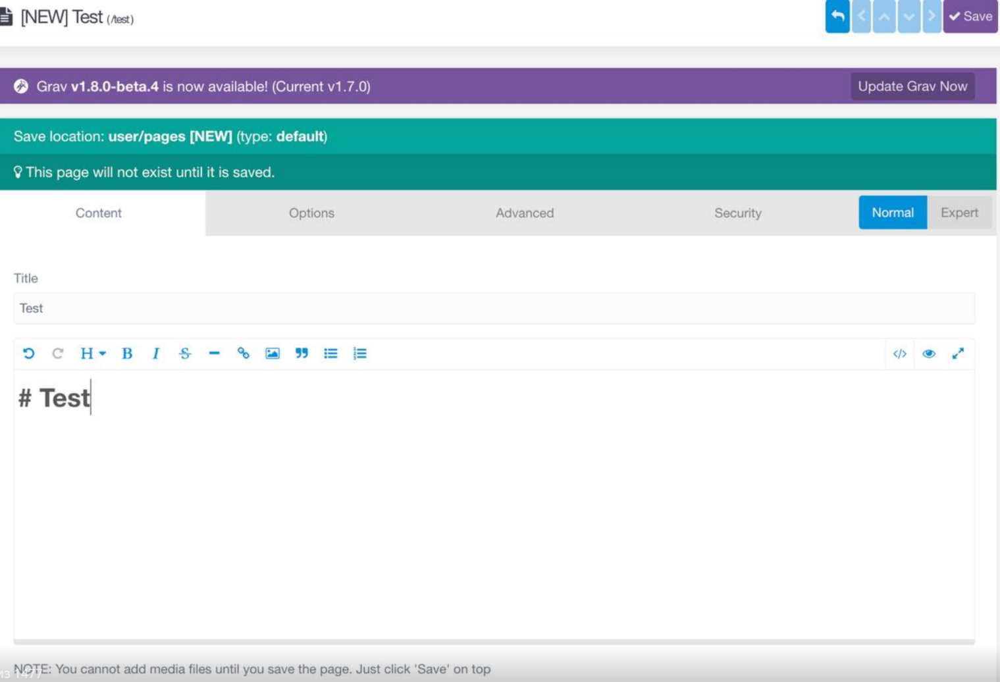 [NEW] Test (/test)
Save
Grav v1.8.0-beta.4 is now available! (Current v1.7.0)
Update Grav Now
Save location: user/pages [NEW] (type: default)
This page will not exist until it is saved.
Content
Options
Advanced
Security
Normal
Expert
Title
Test
H B I S
# Test
NOTE: You cannot add media files until you save the page. Just click 'Save' on top
из 1477